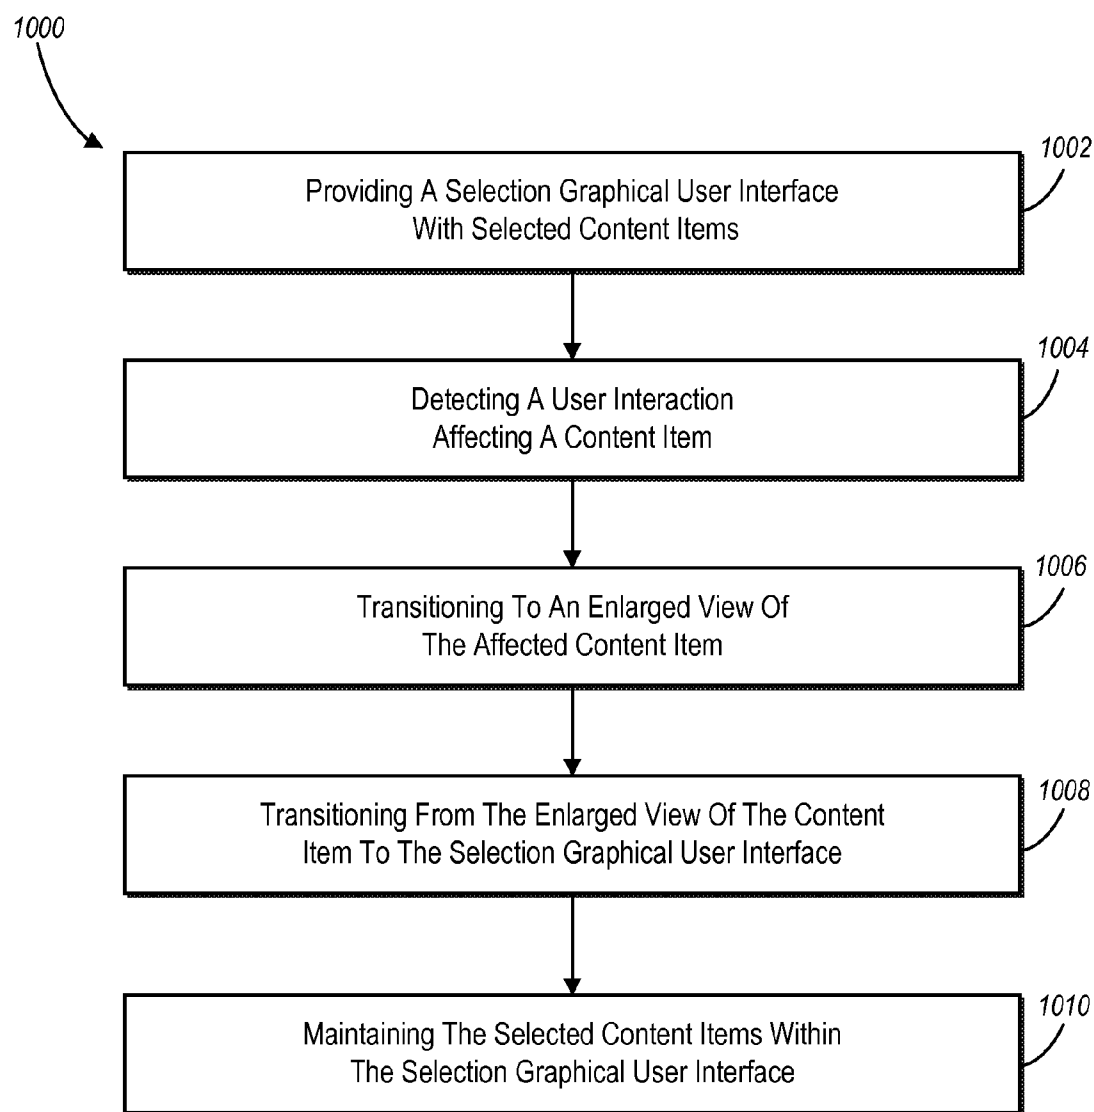 1000
1002
Providing A Selection Graphical User Interface
With Selected Content Items
1004
Detecting A User Interaction
Affecting A Content Item
1006
Transitioning To An Enlarged View Of
The Affected Content Item
1008
Transitioning From The Enlarged View Of The Content
Item To The Selection Graphical User Interface
1010
Maintaining The Selected Content Items Within
The Selection Graphical User Interface